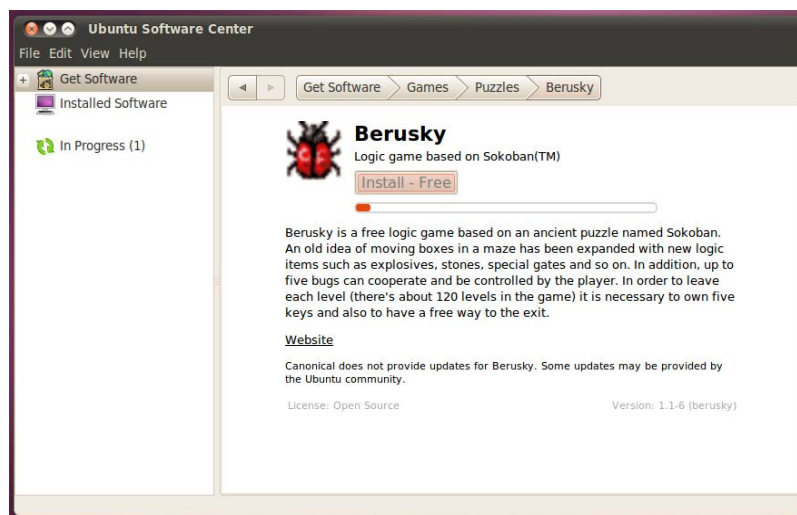 Ubuntu Software Center
File Edit View Help
Get Software
Installed Software
In Progress (1)
Get Software Games Puzzles Berusky
Berusky
Logic game based on Sokoban(TM)
Install - Free
Berusky is a free logic game based on an ancient puzzle named Sokoban.
An old idea of moving boxes in a maze has been expanded with new logic
items such as explosives, stones, special gates and so on. In addition, up to
five bugs can cooperate and be controlled by the player. In order to leave
each level (there's about 120 levels in the game) it is necessary to own five
keys and also to have a free way to the exit.
Website
Canonical does not provide updates for Berusky. Some updates may be provided by
the Ubuntu community.
License: Open Source Version: 1.1-6 (berusky)